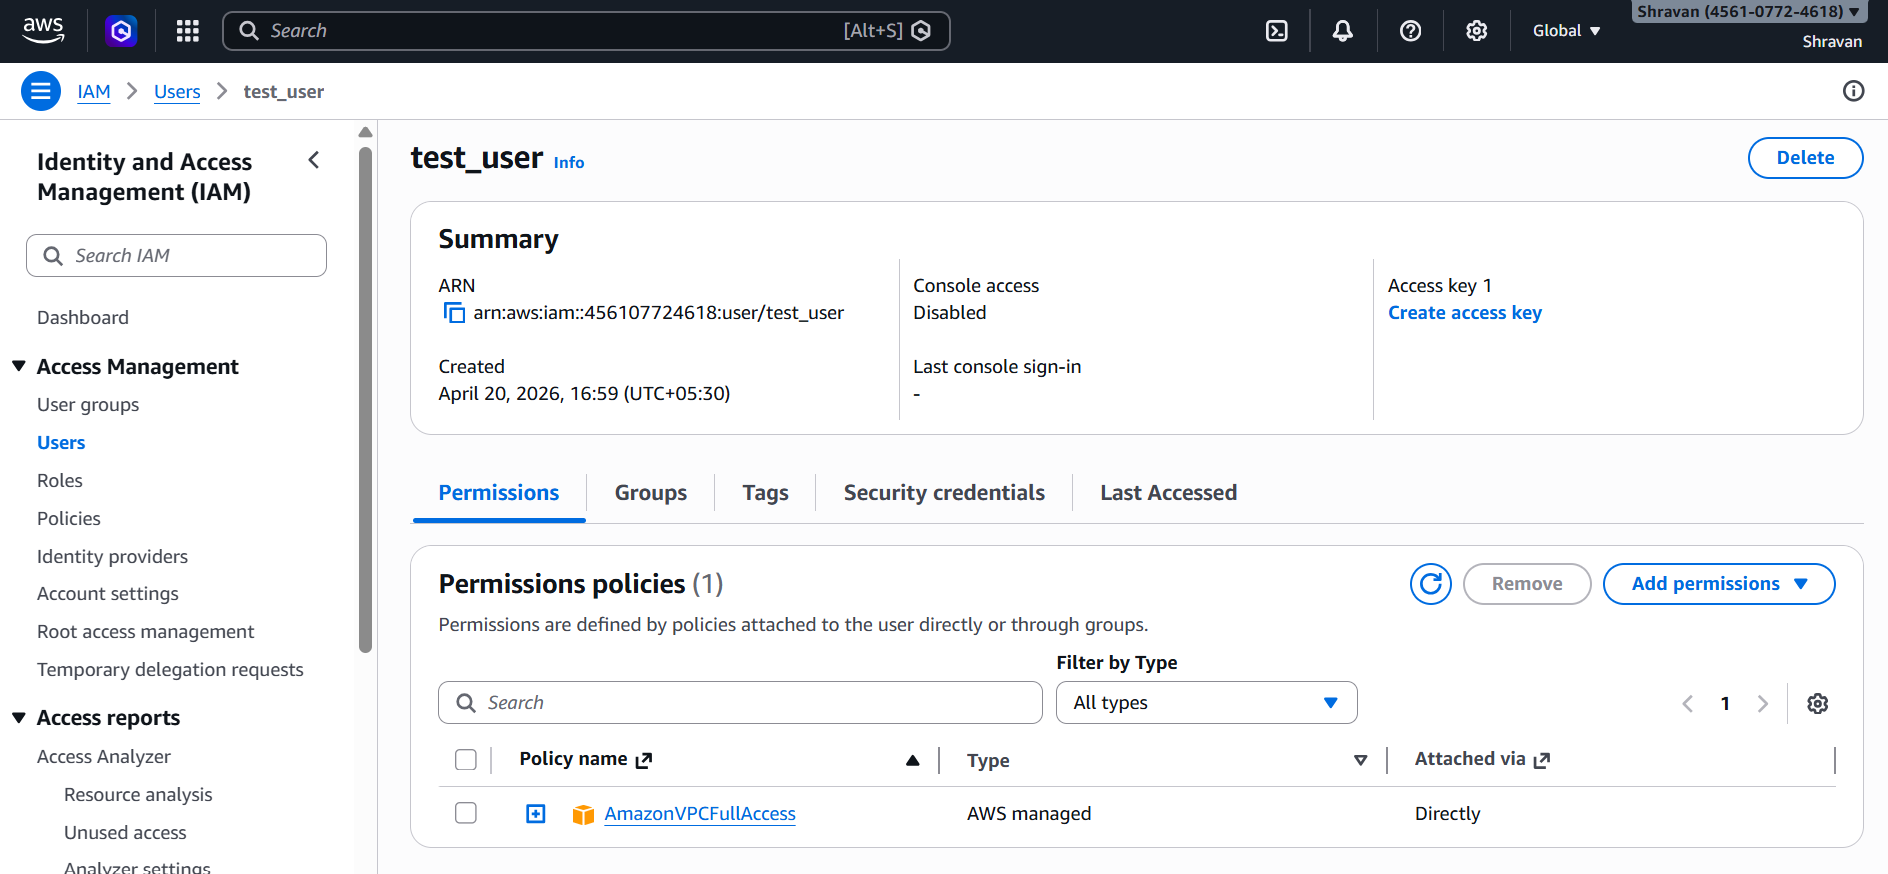 aws
Search
[Alt+S]
Global
Shravan (4561-0772-4618)
Shravan
IAM
Users
test_user
Identity and Access
Management (IAM)
Search IAM
Dashboard
Access Management
User groups
Users
Roles
Policies
Identity providers
Account settings
Root access management
Temporary delegation requests
Access reports
Access Analyzer
Resource analysis
Unused access
Analyzer settings
test_user Info
Delete
Summary
ARN
arn:aws:iam::456107724618:user/test_user
Created
April 20, 2026, 16:59 (UTC+05:30)
Console access
Disabled
Last console sign-in
-
Access key 1
Create access key
Permissions
Groups
Tags
Security credentials
Last Accessed
Permissions policies (1)
Remove
Add permissions
Permissions are defined by policies attached to the user directly or through groups.
Filter by Type
Search
All types
1
Policy name
Type
Attached via
AmazonVPCFullAccess
AWS managed
Directly